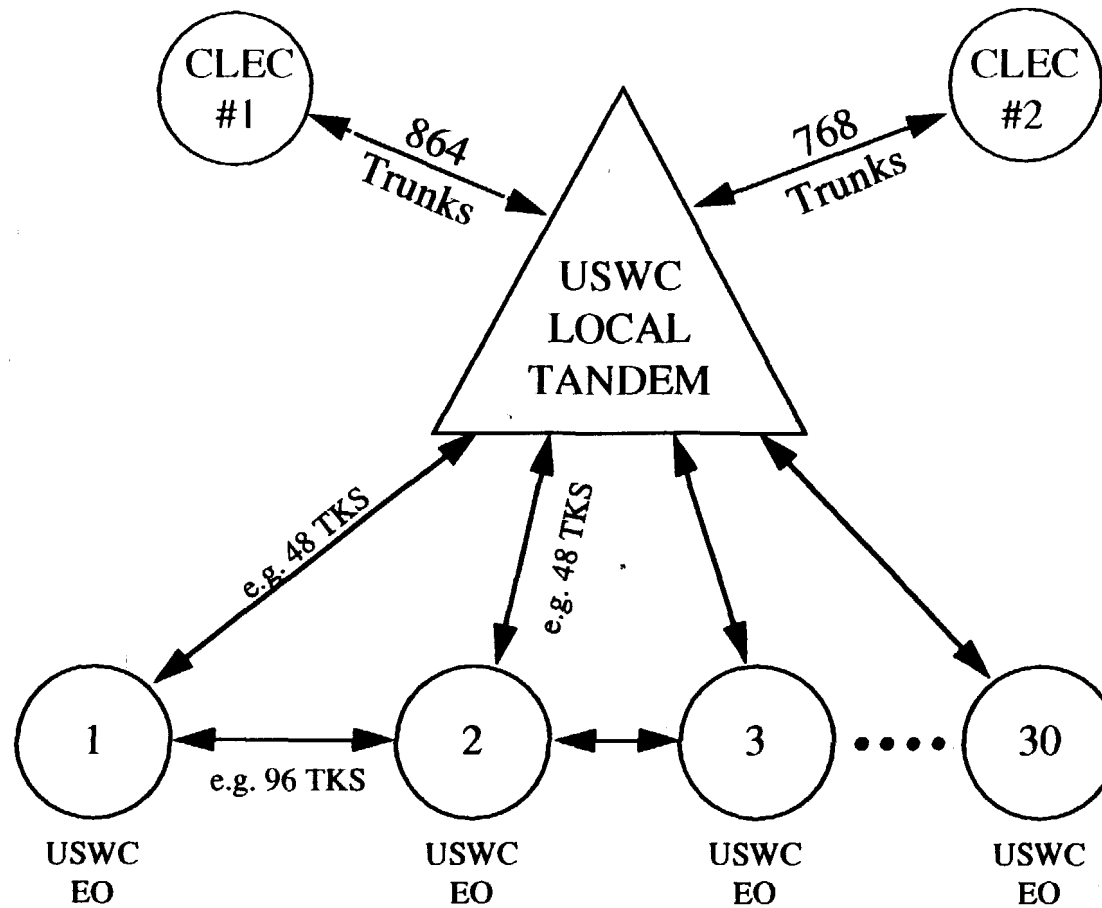 CLEC
#1
864
Trunks
768
Trunks
CLEC
#2
USWC
LOCAL
TANDEM
e.g. 48 TKS
e.g. 48 TKS
1
2
3
30
e.g. 96 TKS
USWC
EO
USWC
EO
USWC
EO
USWC
EO